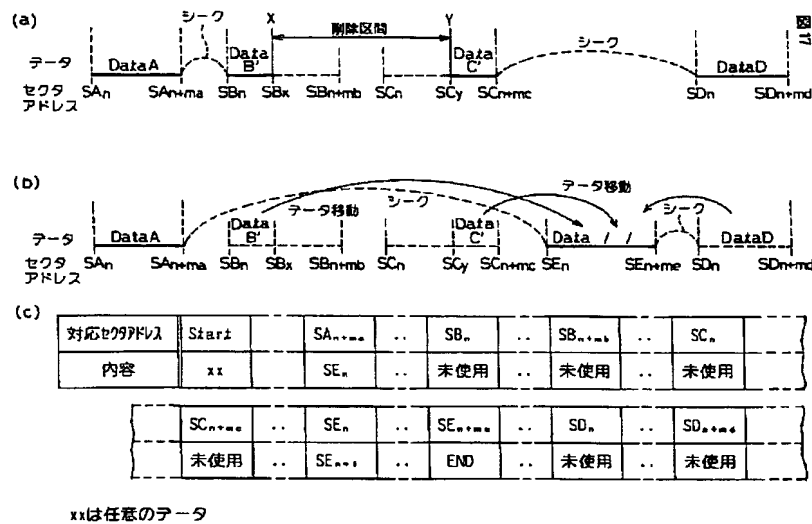 図17
(a)
シーク
X
削除区間
Y
シーク
データ
DataA
Data B'
Data C'
DataD
セクタアドレス
SAn
SAn+ma
SBn
SBx
SBn+mb
SCn
SCy
SCn+mc
SDn
SDn+md
(b)
データ移動
シーク
データ移動
シーク
データ
DataA
Data B'
Data C'
Data / /
DataD
セクタアドレス
SAn
SAn+ma
SBn
SBx
SBn+mb
SCn
SCy
SCn+mc
SEn
SEn+me
SDn
SDn+md
(c)
対応セクタアドレス Start SAn+ma .. SBn .. SBn+mb .. SCn
内容 xx SEn .. 未使用 .. 未使用 .. 未使用
SCn+mc .. SEn .. SEn+me .. SDn .. SDn+md
未使用 .. SEn+1 .. END .. 未使用 .. 未使用
xxは任意のデータ